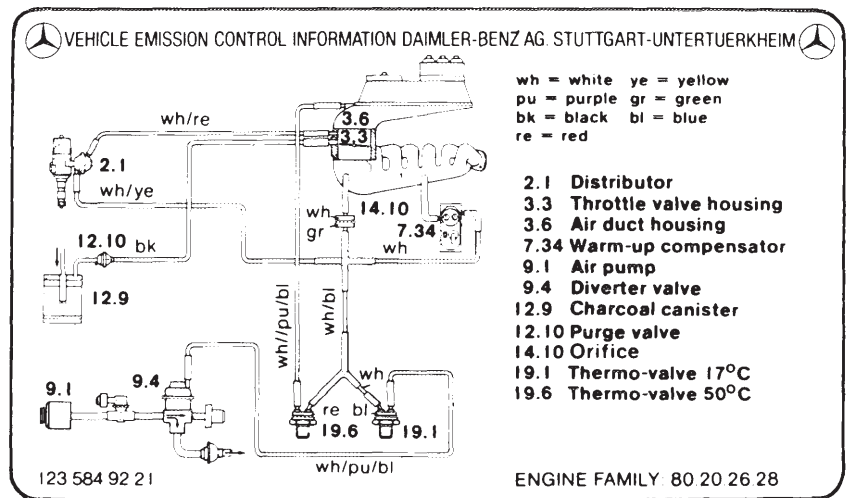 VEHICLE EMISSION CONTROL INFORMATION DAIMLER-BENZ AG. STUTTGART-UNTERTUERKHEIM
wh = white ye = yellow
pu = purple gr = green
bk = black bl = blue
re = red
wh/re
3.6
3.3
2.1
wh/ye
12.10 bk
12.9
wh
gr
14.10
7.34
wh
wh//pu/bl
wh/bl
wh
9.1
9.4
re bl
19.6
19.1
wh/pu/bl
2.1 Distributor
3.3 Throttle valve housing
3.6 Air duct housing
7.34 Warm-up compensator
9.1 Air pump
9.4 Diverter valve
12.9 Charcoal canister
12.10 Purge valve
14.10 Orifice
19.1 Thermo-valve 17°C
19.6 Thermo-valve 50°C
123 584 92 21
ENGINE FAMILY: 80.20.26.28